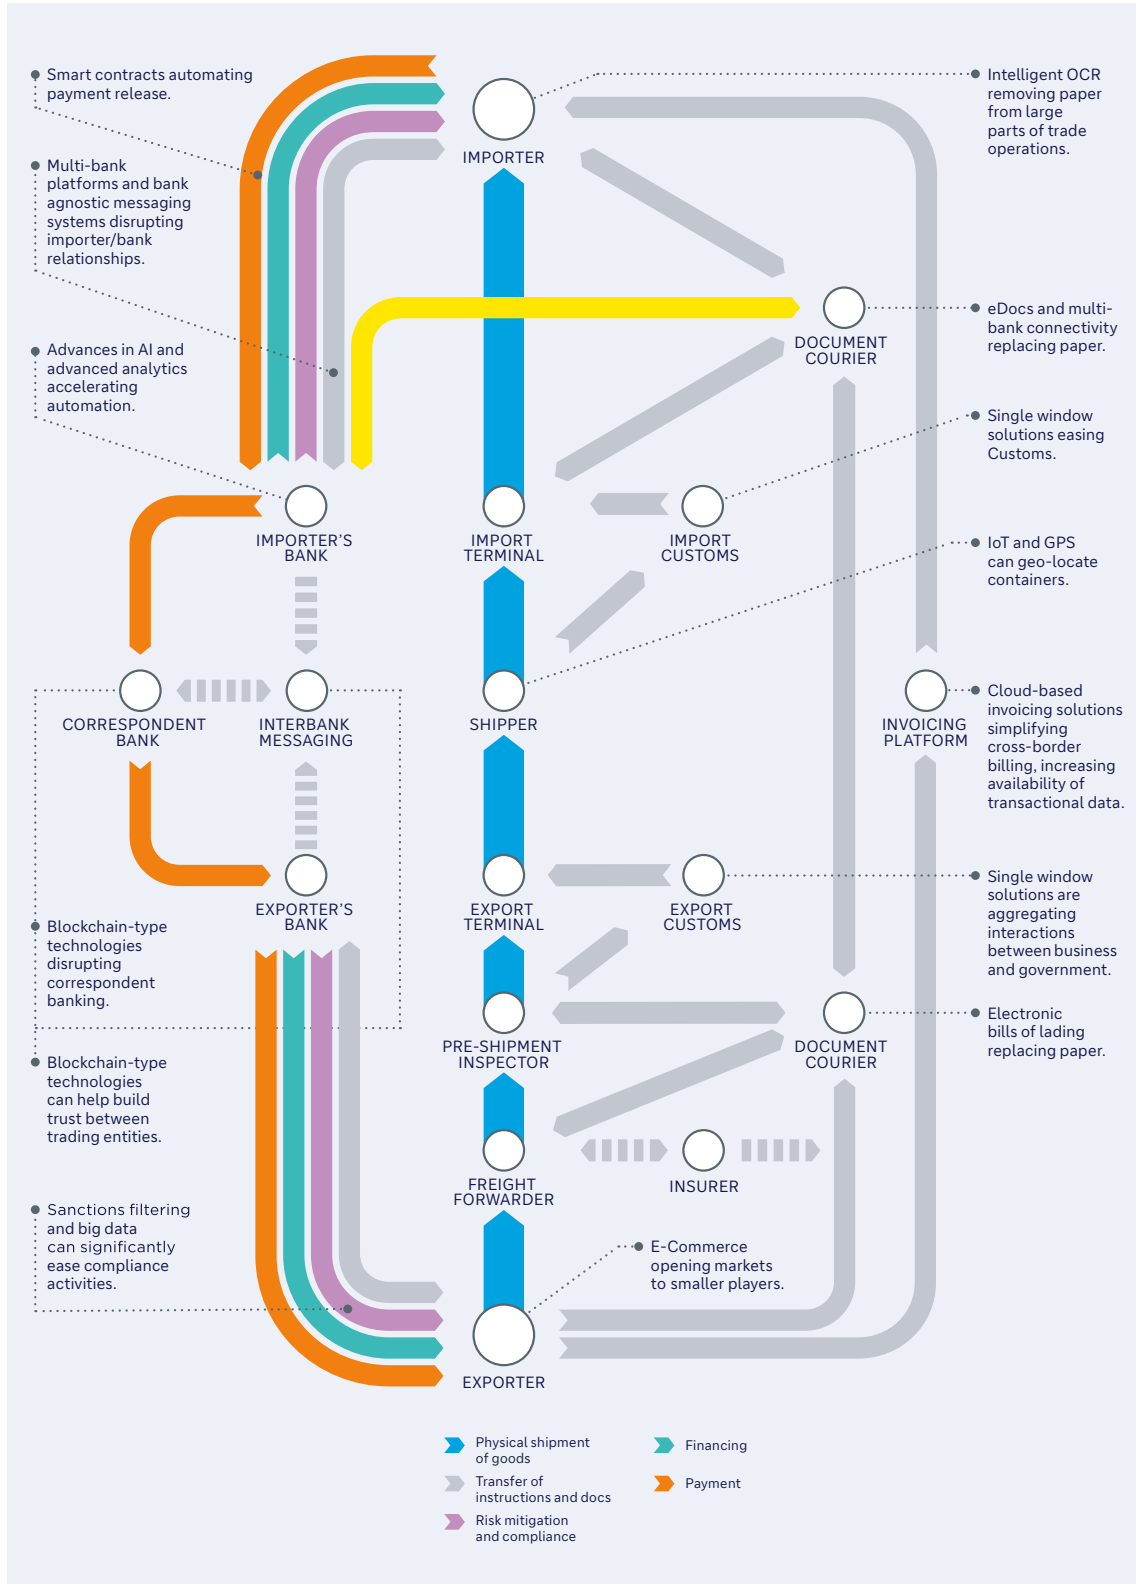 Smart contracts automating
payment release.
Multi-bank
platforms and bank
agnostic messaging
systems disrupting
importer/bank
relationships.
Advances in AI and
advanced analytics
accelerating
automation.
IMPORTER
Intelligent OCR
removing paper
from large
parts of trade
operations.
DOCUMENT
COURIER
eDocs and multi-
bank connectivity
replacing paper.
Single window
solutions easing
Customs.
IMPORTER'S
BANK
IMPORT
TERMINAL
IMPORT
CUSTOMS
IoT and GPS
can geo-locate
containers.
CORRESPONDENT
BANK
INTERBANK
MESSAGING
SHIPPER
INVOICING
PLATFORM
Cloud-based
invoicing solutions
simplifying
cross-border
billing, increasing
availability of
transactional data.
EXPORTER'S
BANK
EXPORT
TERMINAL
EXPORT
CUSTOMS
Single window
solutions are
aggregating
interactions
between business
and government.
Blockchain-type
technologies
disrupting
correspondent
banking.
PRE-SHIPMENT
INSPECTOR
DOCUMENT
COURIER
Electronic
bills of lading
replacing paper.
Blockchain-type
technologies
can help build
trust between
trading entities.
FREIGHT
FORWARDER
INSURER
Sanctions filtering
and big data
can significantly
ease compliance
activities.
E-Commerce
opening markets
to smaller players.
EXPORTER
Physical shipment
of goods
Transfer of
instructions and docs
Risk mitigation
and compliance
Financing
Payment